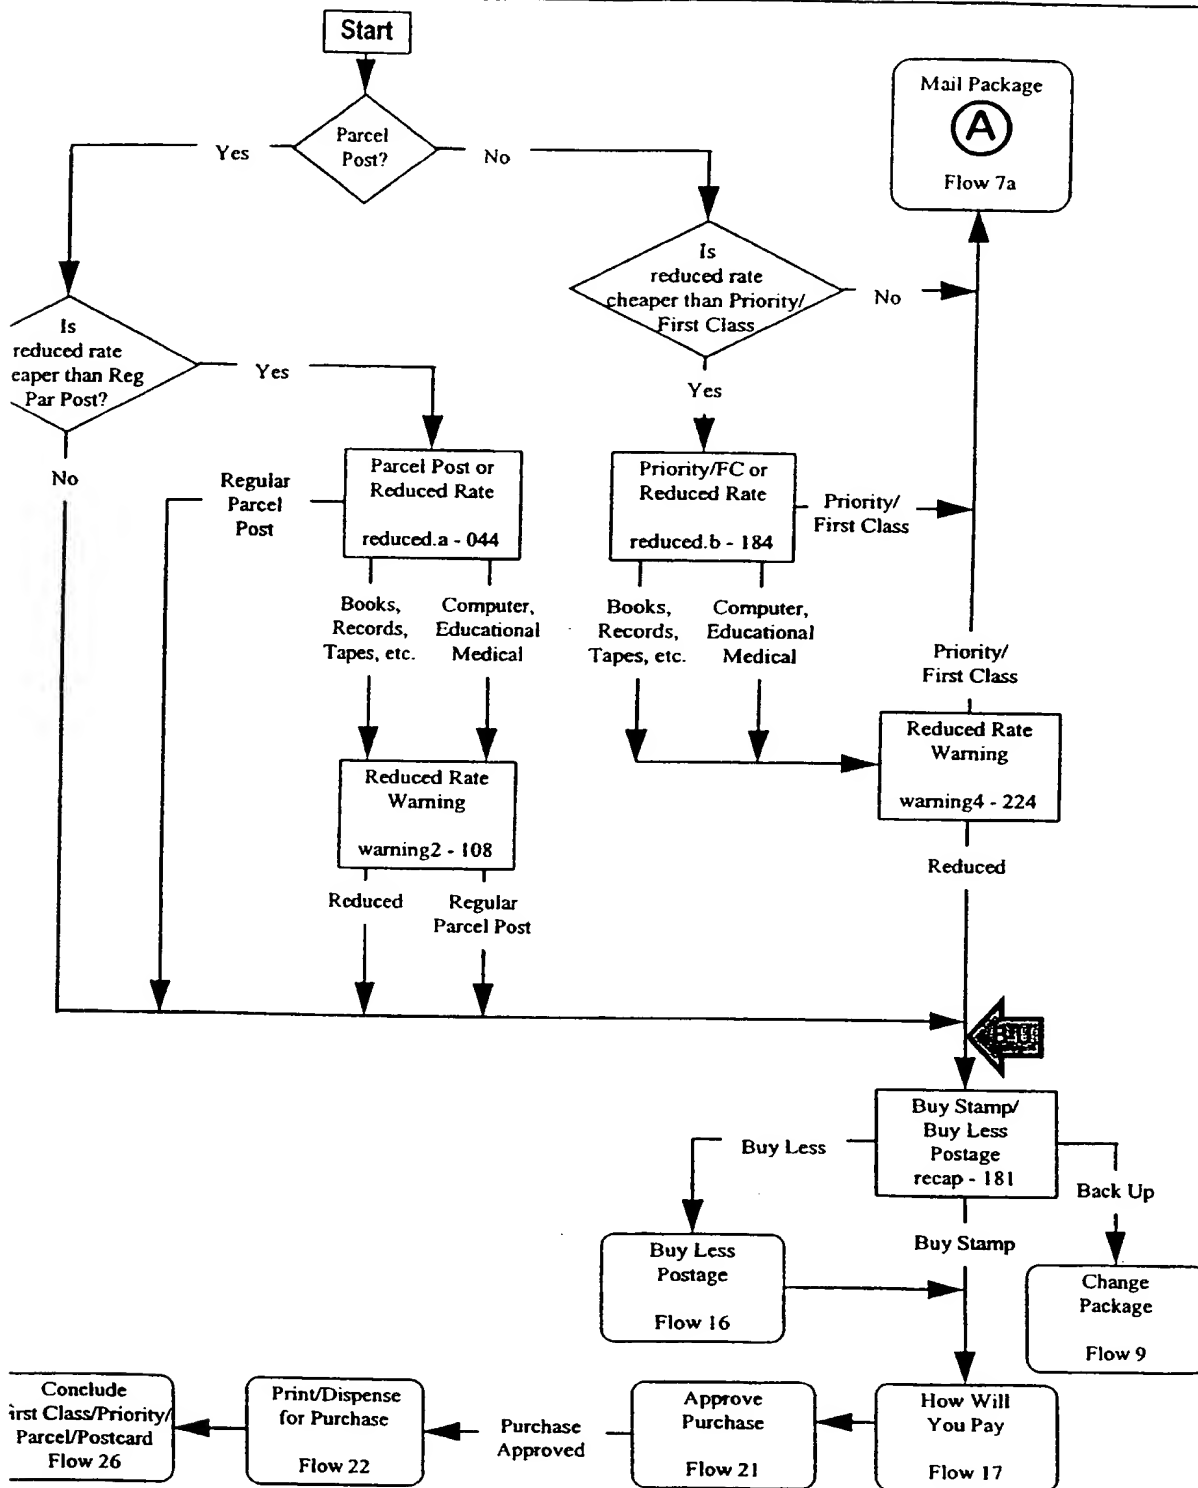 Start
Parcel
Post?
Yes
No
Mail Package
A
Flow 7a
Is
reduced rate
cheaper than Priority/
First Class
No
Yes
Is
reduced rate
eaper than Reg
Par Post?
Yes
No
Regular
Parcel
Post
Parcel Post or
Reduced Rate
reduced.a - 044
Priority/FC or
Reduced Rate
reduced.b - 184
Priority/
First Class
Books,
Records,
Tapes, etc.
Computer,
Educational
Medical
Books,
Records,
Tapes, etc.
Computer,
Educational
Medical
Priority/
First Class
Reduced Rate
Warning
warning4 - 224
Reduced Rate
Warning
warning2 - 108
Reduced
Regular
Parcel Post
Reduced
Buy Stamp/
Buy Less
Postage
recap - 181
Buy Less
Back Up
Buy Stamp
Buy Less
Postage
Flow 16
Change
Package
Flow 9
Conclude
First Class/Priority/
Parcel/Postcard
Flow 26
Print/Dispense
for Purchase
Flow 22
Purchase
Approved
Approve
Purchase
Flow 21
How Will
You Pay
Flow 17